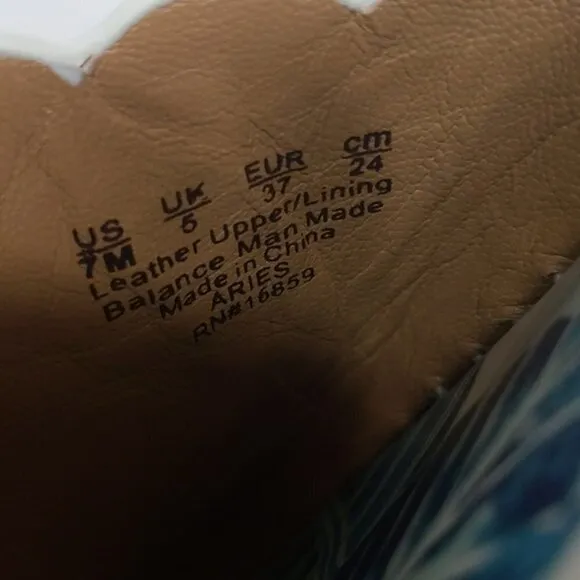 US UK EUR cm
7M 5 37 24
Leather Upper/Lining
Balance Man Made
Made in China
ARIES
RN#16859